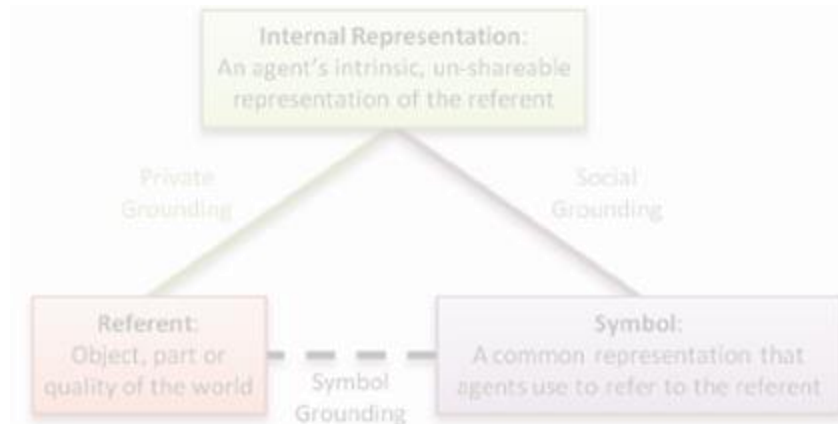 Internal Representation:
An agent's intrinsic, un-shareable
representation of the referent
Private
Grounding
Social
Grounding
Referent:
Object, part or
quality of the world
Symbol
Grounding
Symbol:
A common representation that
agents use to refer to the referent